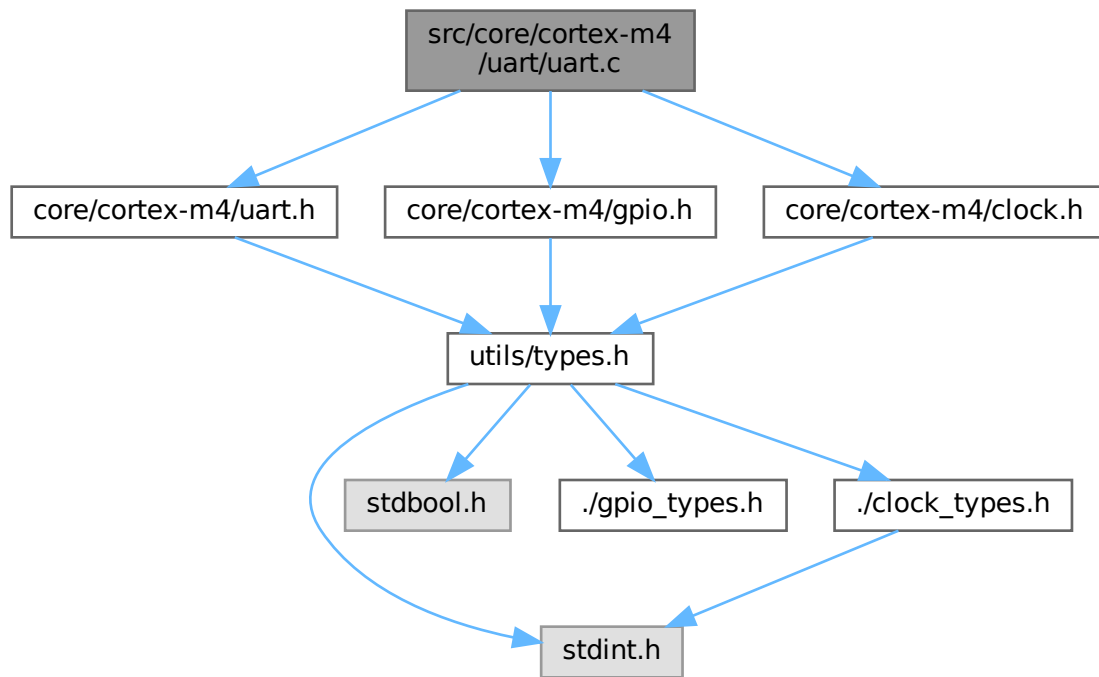 src/core/cortex-m4
/uart/uart.c
core/cortex-m4/uart.h
core/cortex-m4/gpio.h
core/cortex-m4/clock.h
utils/types.h
stdbool.h
./gpio_types.h
./clock_types.h
stdint.h